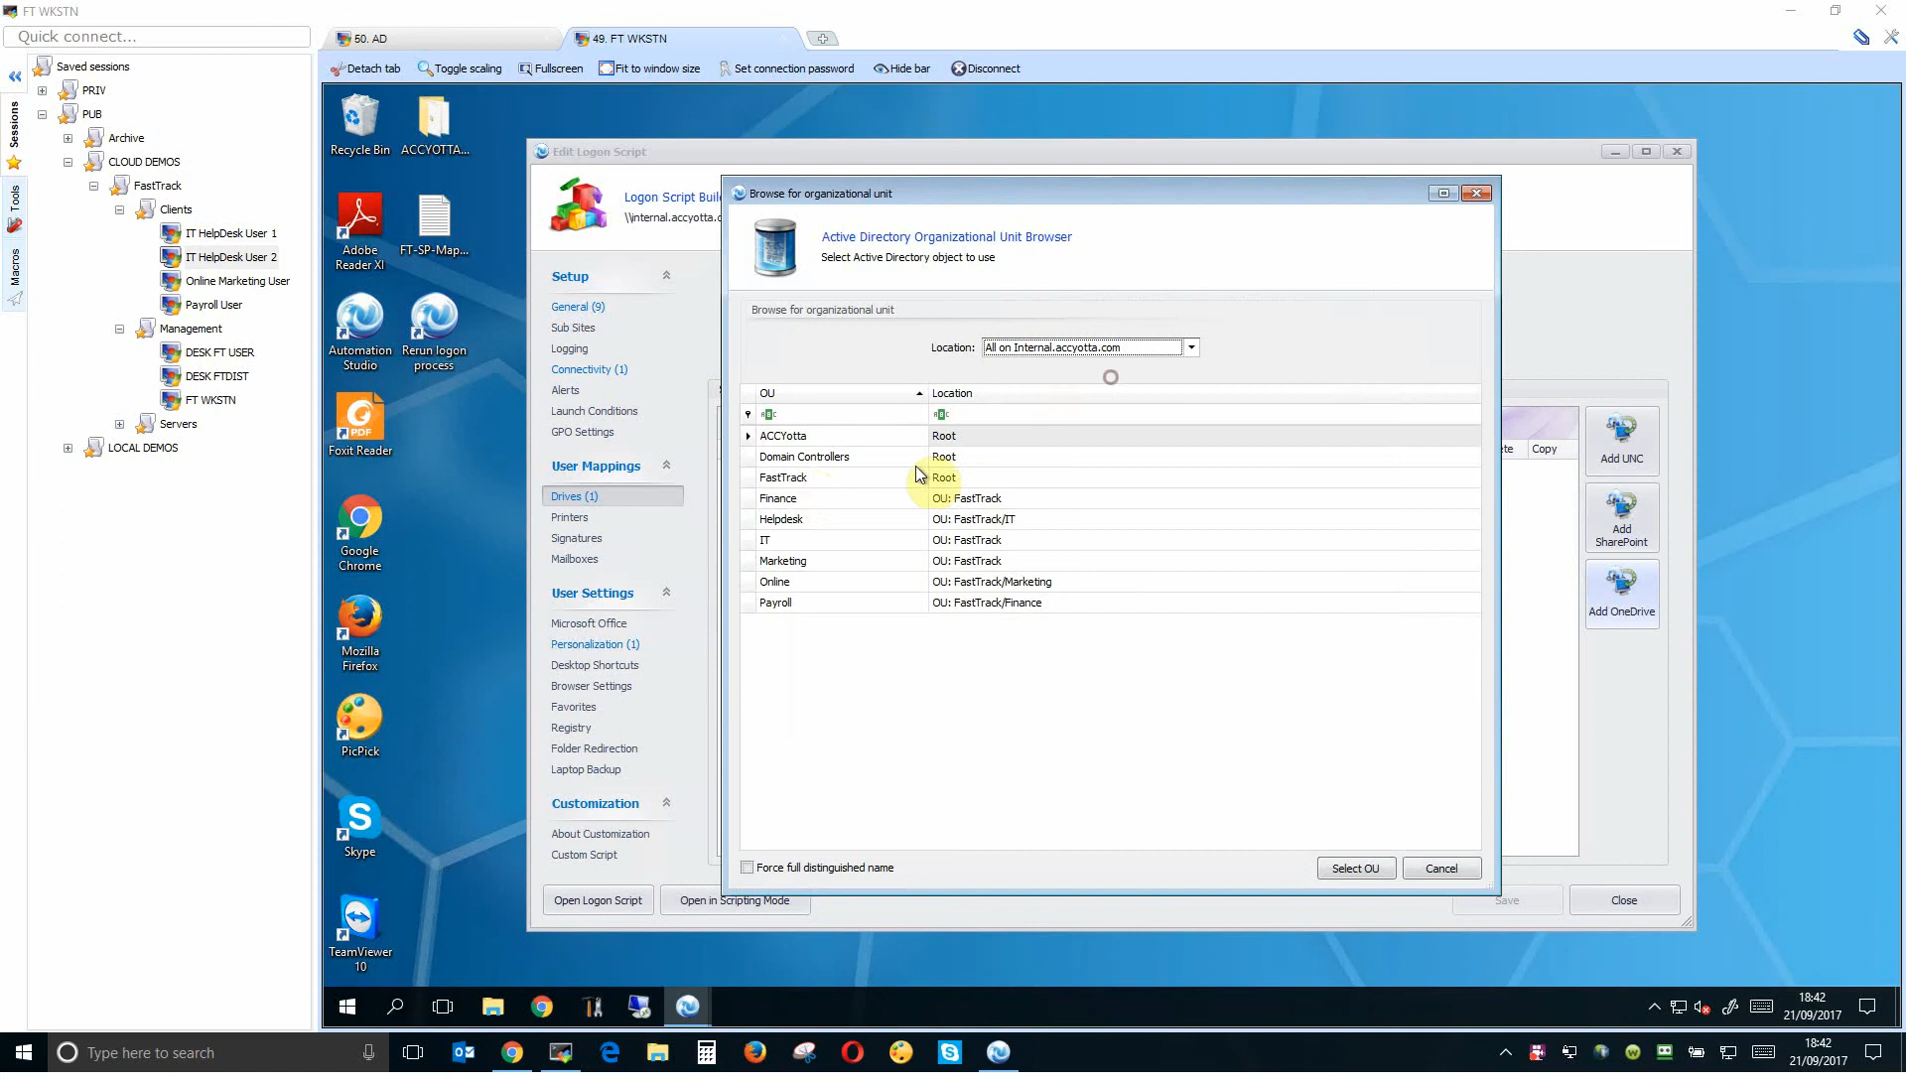 FT WKSTN
Quick connect...
50. AD
49. FT WKSTN
Detach tab
Toggle scaling
Fullscreen
Fit to window size
Set connection password
Hide bar
Disconnect
Sessions
Tools
Macros
Saved sessions
PRIV
PUB
Archive
CLOUD DEMOS
FastTrack
Clients
IT HelpDesk User 1
IT HelpDesk User 2
Online Marketing User
Payroll User
Management
DESK FT USER
DESK FTDIST
FT WKSTN
Servers
LOCAL DEMOS
Recycle Bin
ACCYOTTA...
Adobe
Reader XI
FT-SP-Map...
Automation
Studio
Rerun logon
process
Foxit Reader
Google
Chrome
Mozilla
Firefox
PicPick
Skype
TeamViewer
10
Edit Logon Script
Logon Script Buil
\\internal.accyotta.c
Setup
General (9)
Sub Sites
Logging
Connectivity (1)
Alerts
Launch Conditions
GPO Settings
User Mappings
Drives (1)
Printers
Signatures
Mailboxes
User Settings
Microsoft Office
Personalization (1)
Desktop Shortcuts
Browser Settings
Favorites
Registry
Folder Redirection
Laptop Backup
Customization
About Customization
Custom Script
Open Logon Script
Open in Scripting Mode
Save
Close
Browse for organizational unit
Active Directory Organizational Unit Browser
Select Active Directory object to use
Browse for organizational unit
Location: All on Internal.accyotta.com
OU Location
ABC ABC
ACCYotta Root
Domain Controllers Root
FastTrack Root
Finance OU: FastTrack
Helpdesk OU: FastTrack/IT
IT OU: FastTrack
Marketing OU: FastTrack
Online OU: FastTrack/Marketing
Payroll OU: FastTrack/Finance
Force full distinguished name
Select OU
Cancel
ete Copy
Add UNC
Add
SharePoint
Add OneDrive
18:42
21/09/2017
Type here to search
18:42
21/09/2017